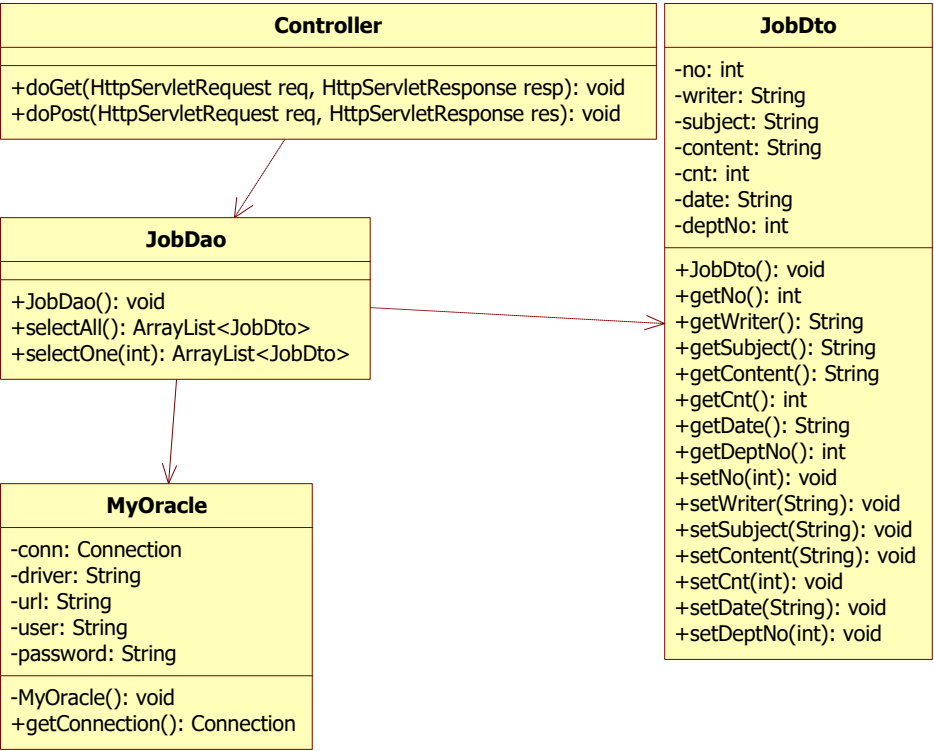 Controller
+doGet(HttpServletRequest req, HttpServletResponse resp): void
+doPost(HttpServletRequest req, HttpServletResponse res): void
JobDao
+JobDao(): void
+selectAll(): ArrayList<JobDto>
+selectOne(int): ArrayList<JobDto>
MyOracle
-conn: Connection
-driver: String
-url: String
-user: String
-password: String
-MyOracle(): void
+getConnection(): Connection
JobDto
-no: int
-writer: String
-subject: String
-content: String
-cnt: int
-date: String
-deptNo: int
+JobDto(): void
+getNo(): int
+getWriter(): String
+getSubject(): String
+getContent(): String
+getCnt(): int
+getDate(): String
+getDeptNo(): int
+setNo(int): void
+setWriter(String): void
+setSubject(String): void
+setContent(String): void
+setCnt(int): void
+setDate(String): void
+setDeptNo(int): void